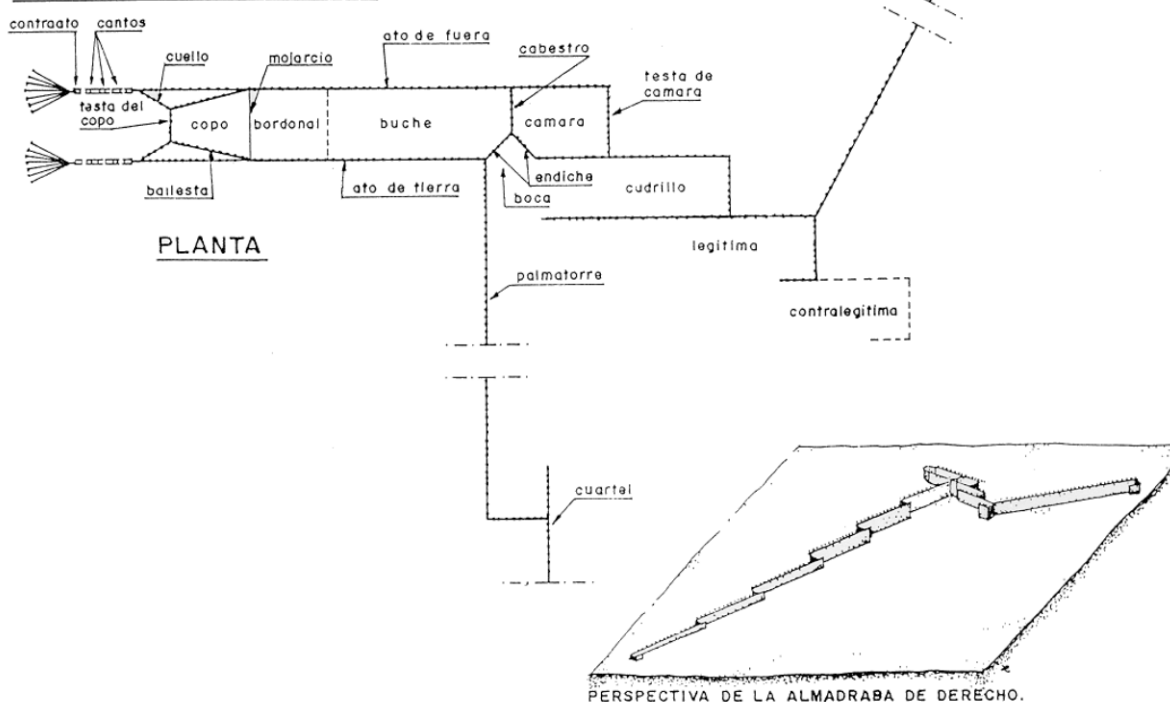 contraato
cantos
ato de fuera
cabestro
cuello
mojarcio
testa de
camara
testa del
copo
copo
bordonal
buche
camara
endiche
boca
cudrillo
bailesta
ato de tierra
PLANTA
legitima
palmatorre
contralegitima
cuartel
PERSPECTIVA DE LA ALMADRABA DE DERECHO.